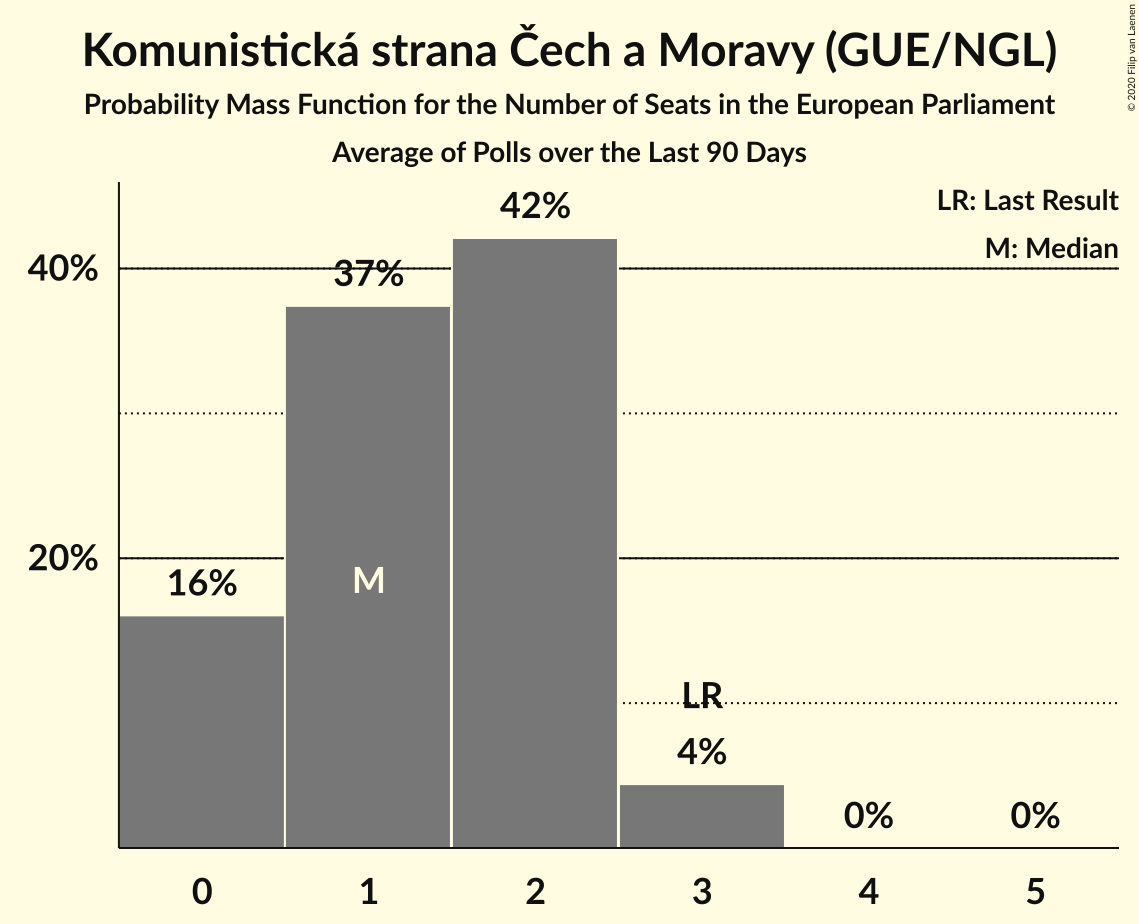 Komunistická strana Čech a Moravy (GUE/NGL)
Probability Mass Function for the Number of Seats in the European Parliament
Average of Polls over the Last 90 Days
© 2020 Filip van Laenen
LR: Last Result
M: Median
42%
40%
37%
20%
16%
M
LR
4%
0%
0%
0 1 2 3 4 5